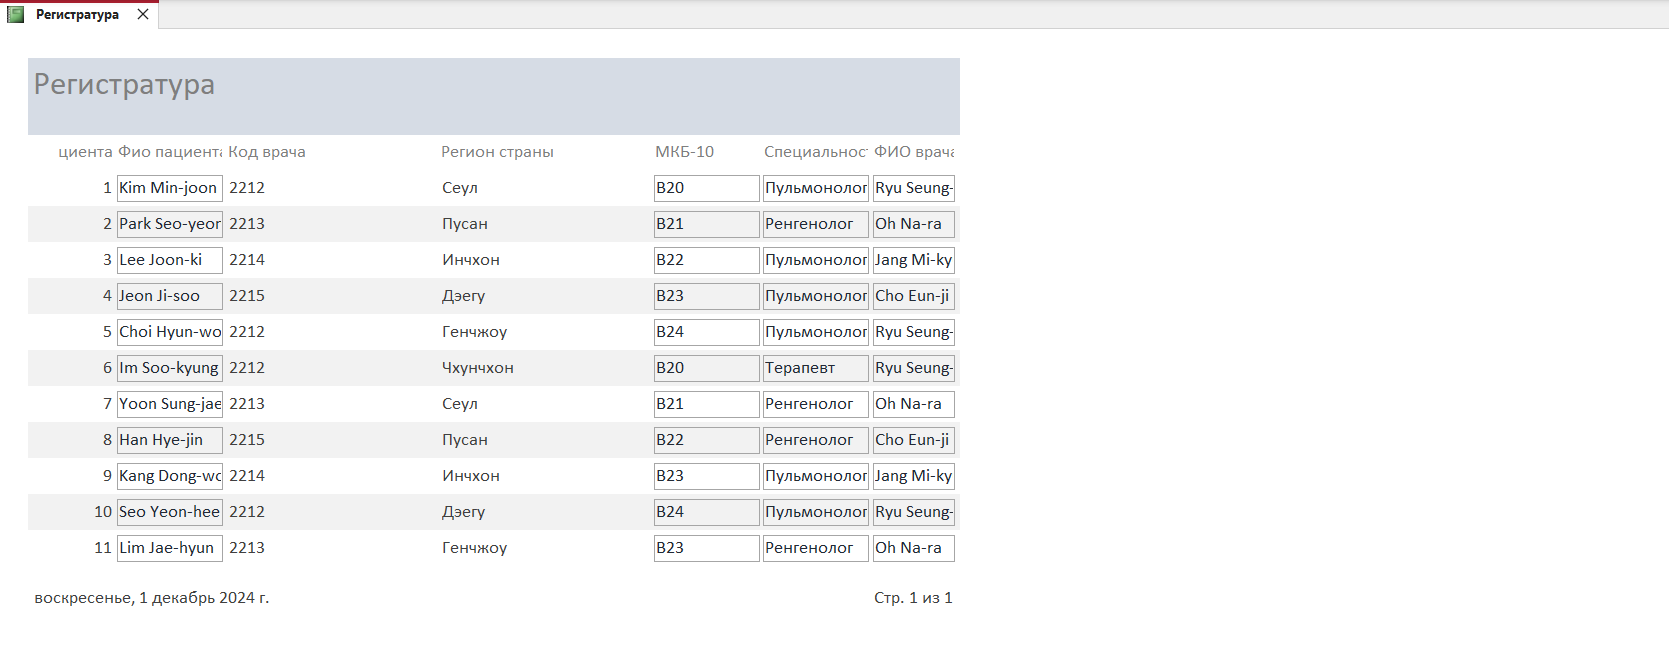 Регистратура
Регистратура
циента Фио пациента Код врача Регион страны МКБ-10 Специальнос ФИО врача
1 Kim Min-joon 2212 Сеул B20 Пульмонолог Ryu Seung-
2 Park Seo-yeon 2213 Пусан B21 Ренгенолог Oh Na-ra
3 Lee Joon-ki 2214 Инчхон B22 Пульмонолог Jang Mi-ky
4 Jeon Ji-soo 2215 Дэегу B23 Пульмонолог Cho Eun-ji
5 Choi Hyun-wo 2212 Генчжоу B24 Пульмонолог Ryu Seung-
6 Im Soo-kyung 2212 Чхунчхон B20 Терапевт Ryu Seung-
7 Yoon Sung-jae 2213 Сеул B21 Ренгенолог Oh Na-ra
8 Han Hye-jin 2215 Пусан B22 Ренгенолог Cho Eun-ji
9 Kang Dong-wo 2214 Инчхон B23 Пульмонолог Jang Mi-ky
10 Seo Yeon-hee 2212 Дэегу B24 Пульмонолог Ryu Seung-
11 Lim Jae-hyun 2213 Генчжоу B23 Ренгенолог Oh Na-ra
воскресенье, 1 декабрь 2024 г. Стр. 1 из 1